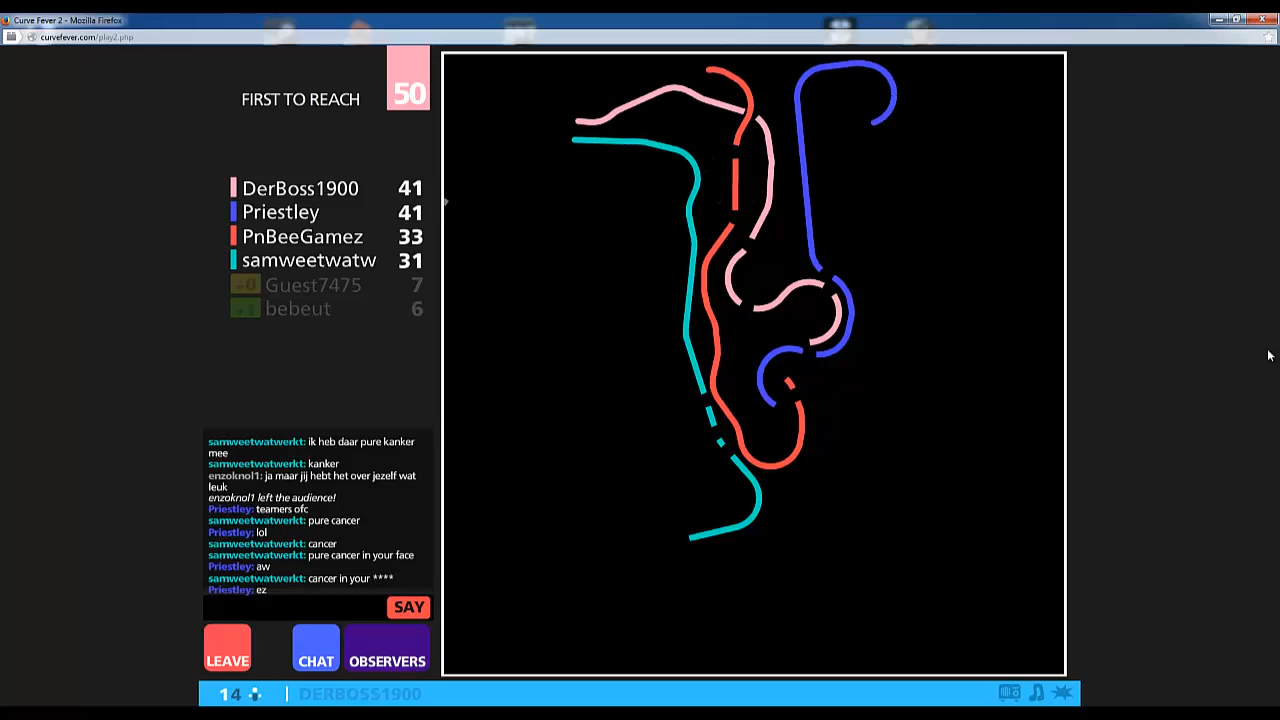 Curve Fever 2 - Mozilla Firefox
curvefever.com/play2.php
FIRST TO REACH 50
DerBoss1900 41
Priestley 41
PnBeeGamez 33
samweetwatw 31
+0 Guest7475 7
+1 bebeut 6
samweetwatwerkt: ik heb daar pure kanker
mee
samweetwatwerkt: kanker
enzoknol1: ja maar jij hebt het over jezelf wat
leuk
enzoknol1 left the audience!
Priestley: teamers ofc
samweetwatwerkt: pure cancer
Priestley: lol
samweetwatwerkt: cancer
samweetwatwerkt: pure cancer in your face
Priestley: aw
samweetwatwerkt: cancer in your ****
Priestley: ez
SAY
LEAVE
CHAT
OBSERVERS
14 | DERBOSS1900